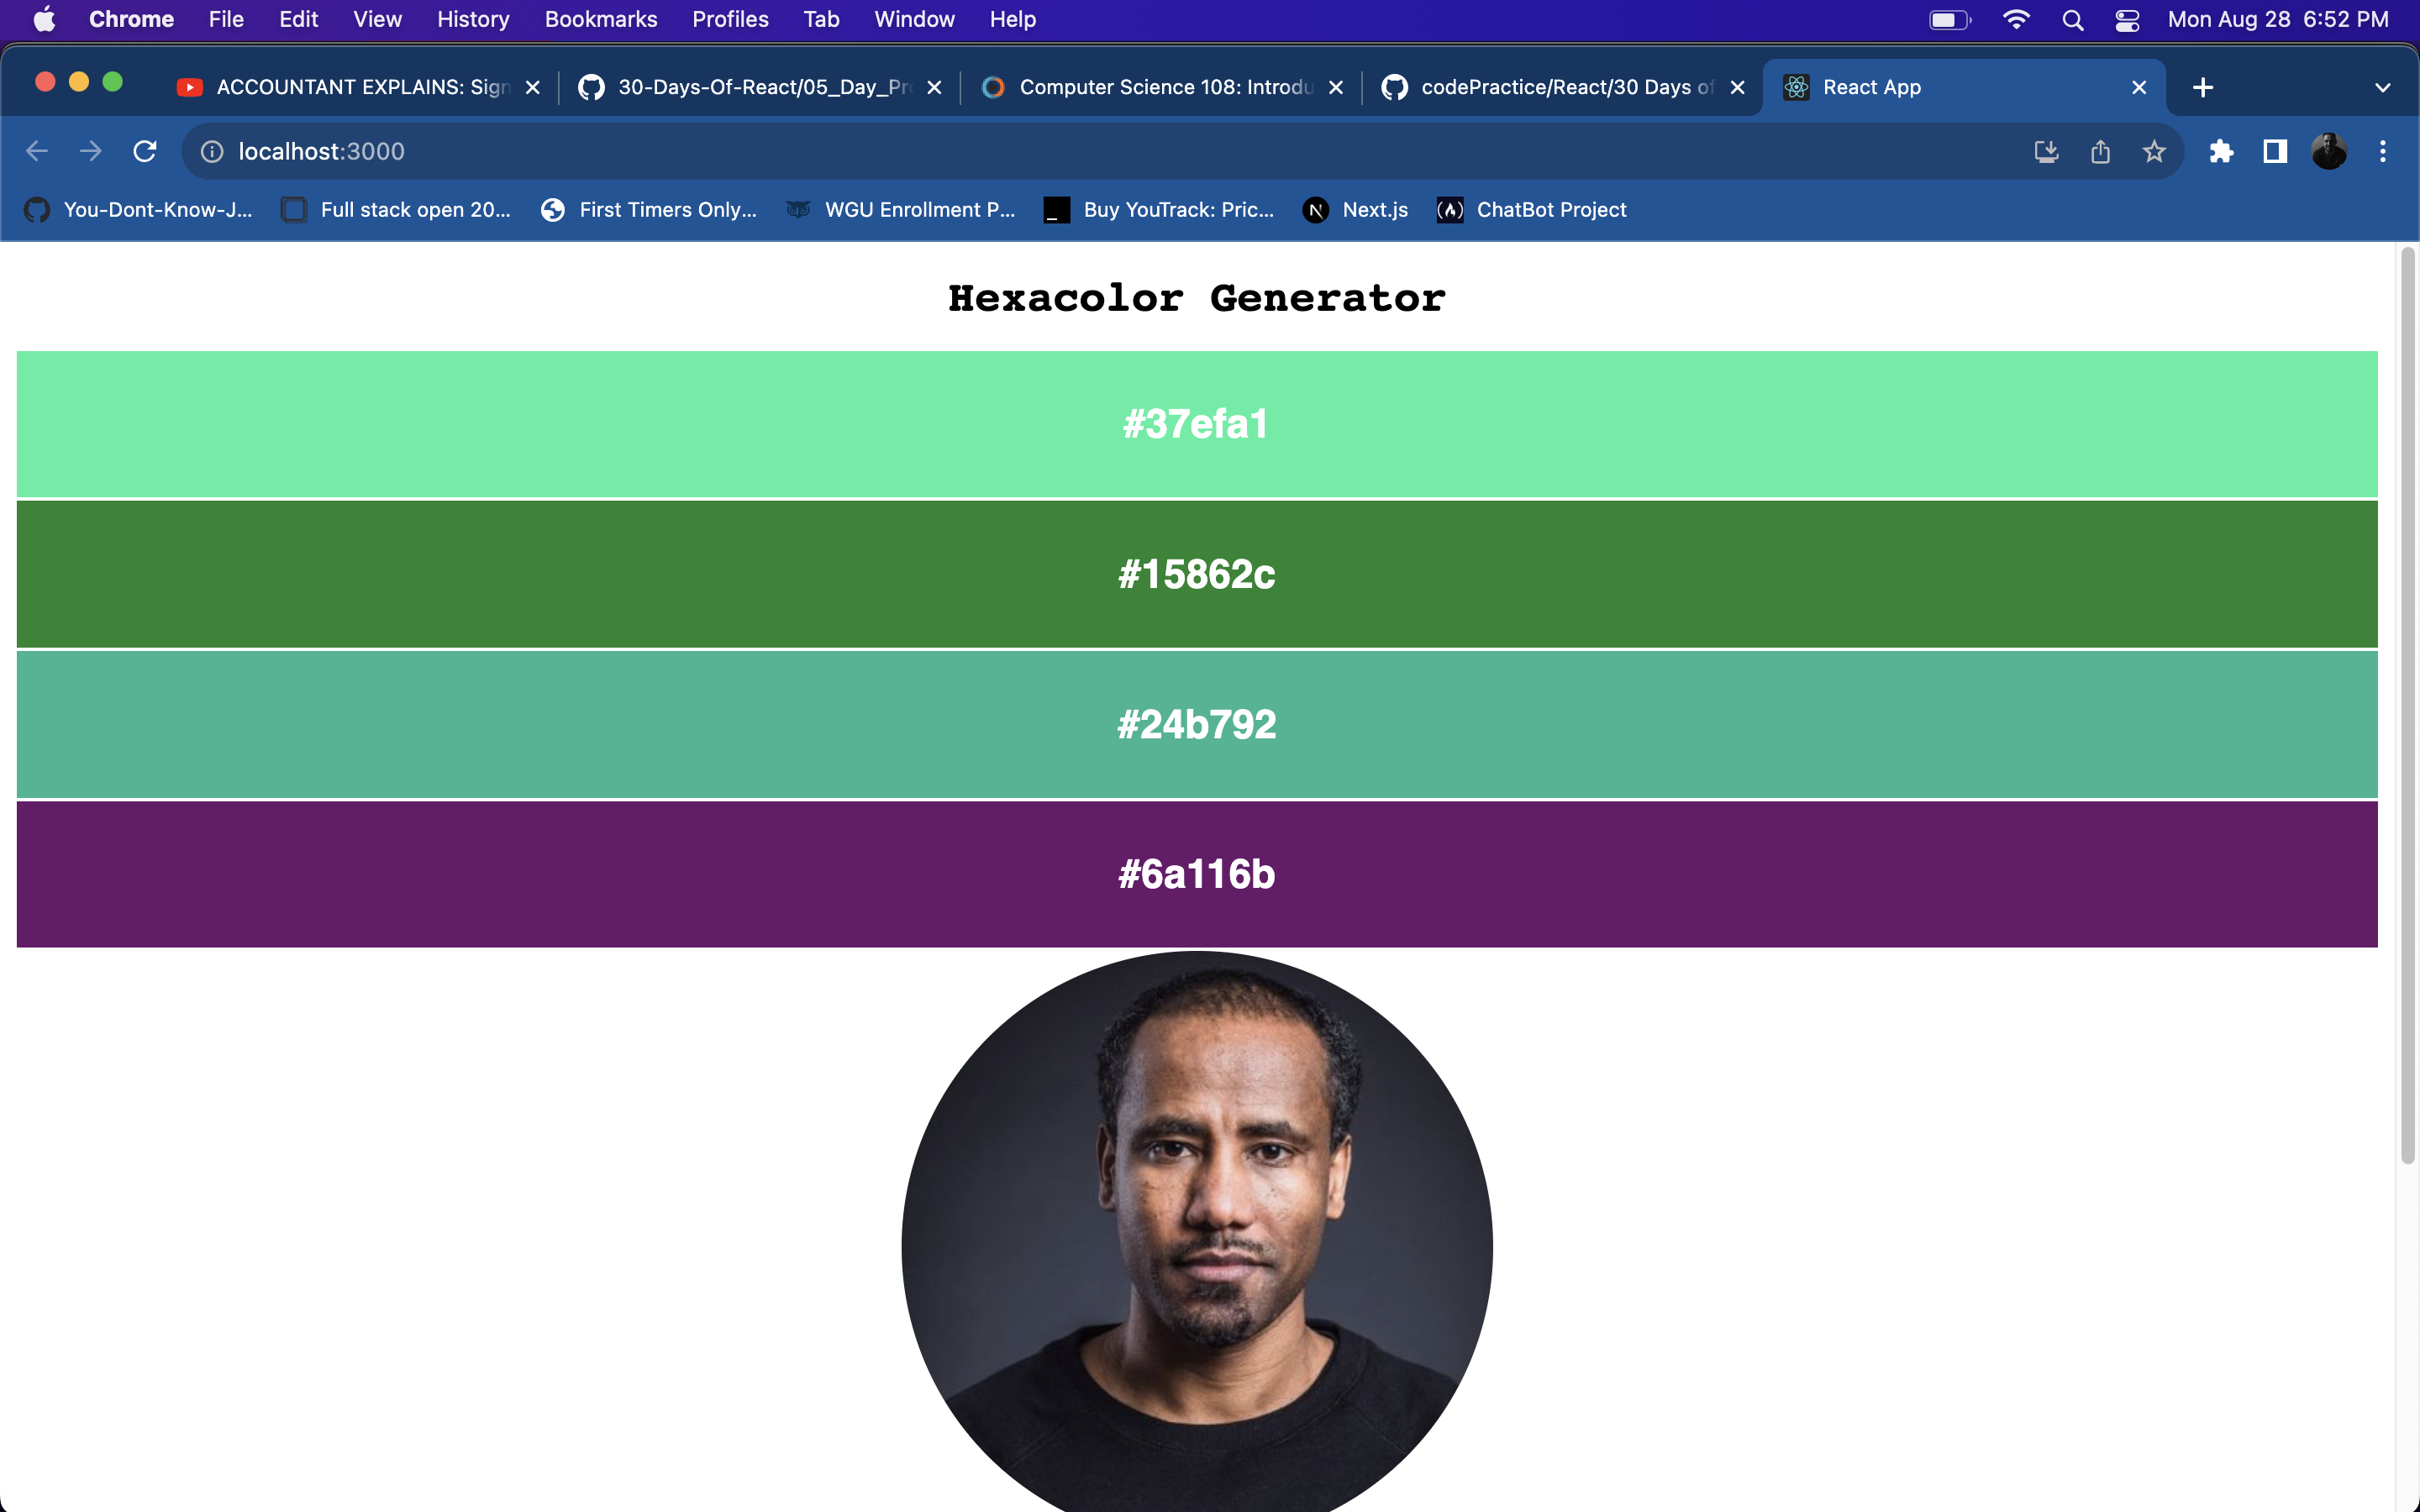 Chrome File Edit View History Bookmarks Profiles Tab Window Help Mon Aug 28 6:52 PM
ACCOUNTANT EXPLAINS: Sign 30-Days-Of-React/05_Day_Pr Computer Science 108: Introdu codePractice/React/30 Days of React App
localhost:3000
You-Dont-Know-J... Full stack open 20... First Timers Only... WGU Enrollment P... Buy YouTrack: Pric... Next.js ChatBot Project
Hexacolor Generator
#37efa1
#15862c
#24b792
#6a116b